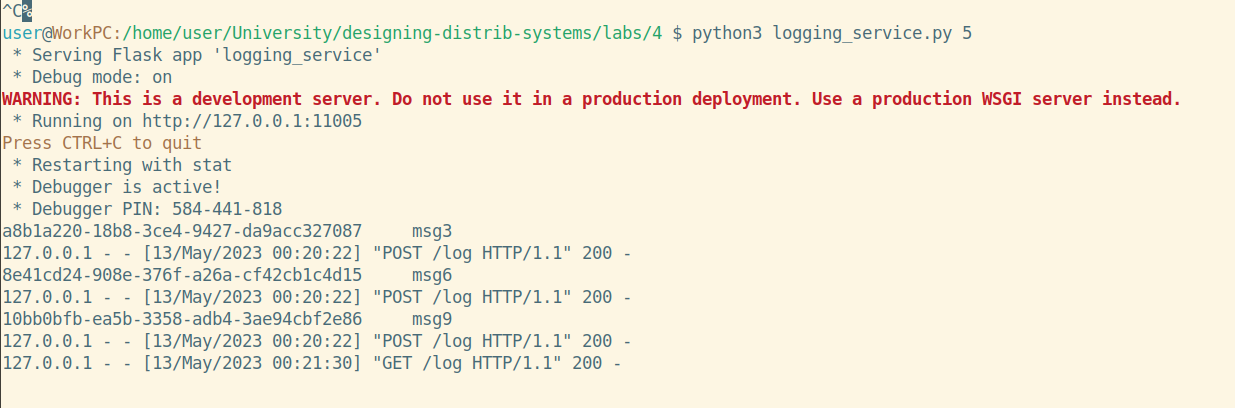 ^C%
user@WorkPC:/home/user/University/designing-distrib-systems/labs/4 $ python3 logging_service.py 5
 * Serving Flask app 'logging_service'
 * Debug mode: on
WARNING: This is a development server. Do not use it in a production deployment. Use a production WSGI server instead.
 * Running on http://127.0.0.1:11005
Press CTRL+C to quit
 * Restarting with stat
 * Debugger is active!
 * Debugger PIN: 584-441-818
a8b1a220-18b8-3ce4-9427-da9acc327087     msg3
127.0.0.1 - - [13/May/2023 00:20:22] "POST /log HTTP/1.1" 200 -
8e41cd24-908e-376f-a26a-cf42cb1c4d15     msg6
127.0.0.1 - - [13/May/2023 00:20:22] "POST /log HTTP/1.1" 200 -
10bb0bfb-ea5b-3358-adb4-3ae94cbf2e86     msg9
127.0.0.1 - - [13/May/2023 00:20:22] "POST /log HTTP/1.1" 200 -
127.0.0.1 - - [13/May/2023 00:21:30] "GET /log HTTP/1.1" 200 -